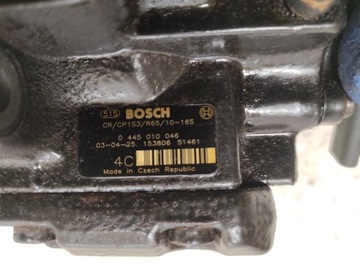 515 BOSCH
CR/CP1S3/R65/10-16S
0 445 010 046
03-04-25. 153806 51461
4C
Made in Czech Republic